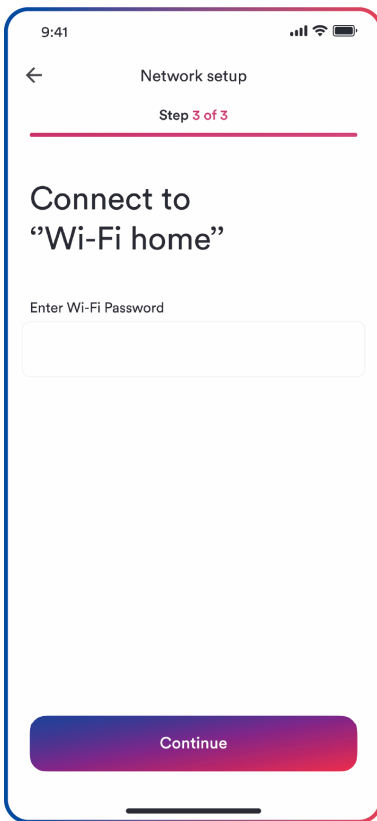 9:41
Network setup
Step 3 of 3
Connect to
‘’Wi-Fi home’’
Enter Wi-Fi Password
Continue